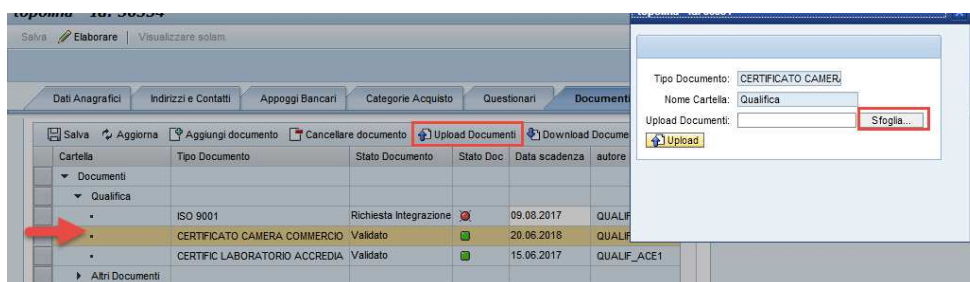 Salva Elaborare Visualizzare solam.
Dati Anagrafici Indirizzi e Contatti Appoggi Bancari Categorie Acquisto Questionari Documenti
Salva Aggiorna Aggiungi documento Cancellare documento Upload Documenti Download Docume
Cartella Tipo Documento Stato Documento Stato Doc Data scadenza autore
Documenti
Qualifica
ISO 9001 Richiesta Integrazione 09.08.2017 QUALIF
CERTIFICATO CAMERA COMMERCIO Validato 20.06.2018 QUALIF
CERTIFIC LABORATORIO ACCREDIA Validato 15.06.2017 QUALIF_ACE1
Altri Documenti
Tipo Documento: CERTIFICATO CAMER
Nome Cartella: Qualifica
Upload Documenti: Sfoglia...
Upload